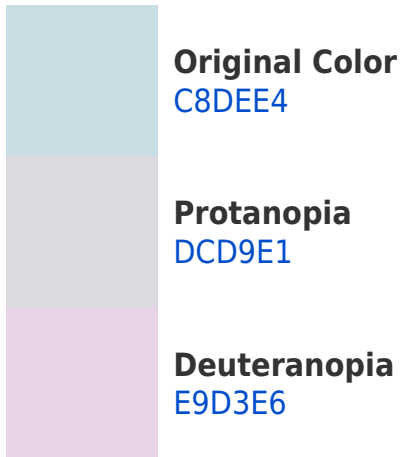 Original Color
C8DEE4
Protanopia
DCD9E1
Deuteranopia
E9D3E6